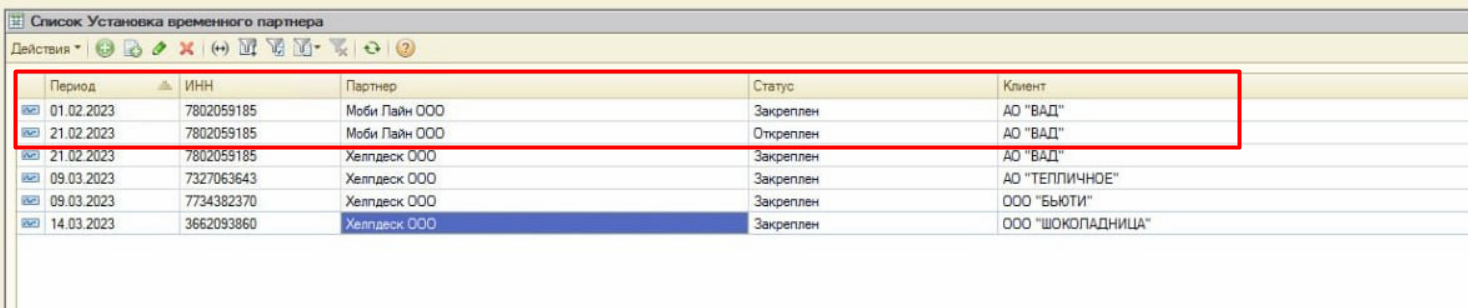 Список Установка временного партнера
Действия
Период ИНН Партнер Статус Клиент
01.02.2023 7802059185 Моби Лайн ООО Закреплен АО "ВАД"
21.02.2023 7802059185 Моби Лайн ООО Откреплен АО "ВАД"
21.02.2023 7802059185 Хелпдеск ООО Закреплен АО "ВАД"
09.03.2023 7327063643 Хелпдеск ООО Закреплен АО "ТЕПЛИЧНОЕ"
09.03.2023 7734382370 Хелпдеск ООО Закреплен ООО "БЬЮТИ"
14.03.2023 3662093860 Хелпдеск ООО Закреплен ООО "ШОКОЛАДНИЦА"